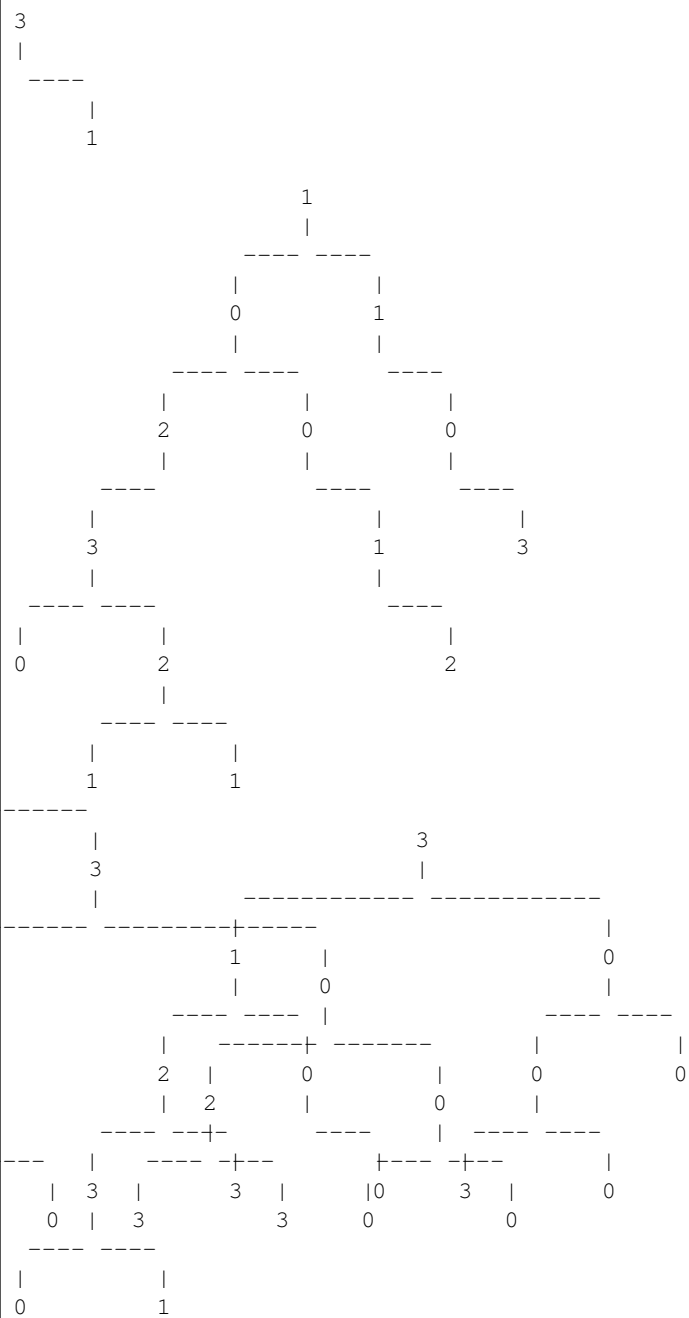 3
  |
   ------
          |
          1

                                  1
                                  |
                           ------ ------
                          |               |
                          0               1
                          |               |
                   ------ ------           ------
                  |               |               |
                  2               0               0
                  |               |               |
           ------                  ------          ------
          |                               |               |
          3                               1               3
          |                               |
   ------ ------                           ------
  |               |                               |
  0               2                               2
                  |
           ------ ------
          |               |
          1               1
----------
          |                                    3
          3                                    |
          |                ------------------- -------------------
---------- ---------------+---------                               |
                          1         |                              0
                          |         0                              |
                   ------ ------    |                       ------ ------
                  |     ----------+ -----------            |               |
                  2    |          0              |         0               0
                  |    2          |              0         |
           ------ -----+           ------        |  ------ ------
-----     |     ------ --+---             +------ --+---           |
     |    3    |         3    |          |0         3    |         0
     0    |    3              3          0               0
   ------ ------
  |               |
  0               1